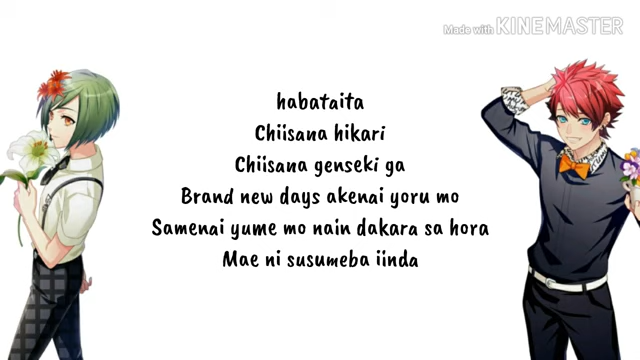 Made with KINEMASTER
habataita
Chiisana hikari
Chiisana genseki ga
Brand new days akenai yoru mo
Samenai yume mo nain dakara sa hora
Mae ni susumeba iinda